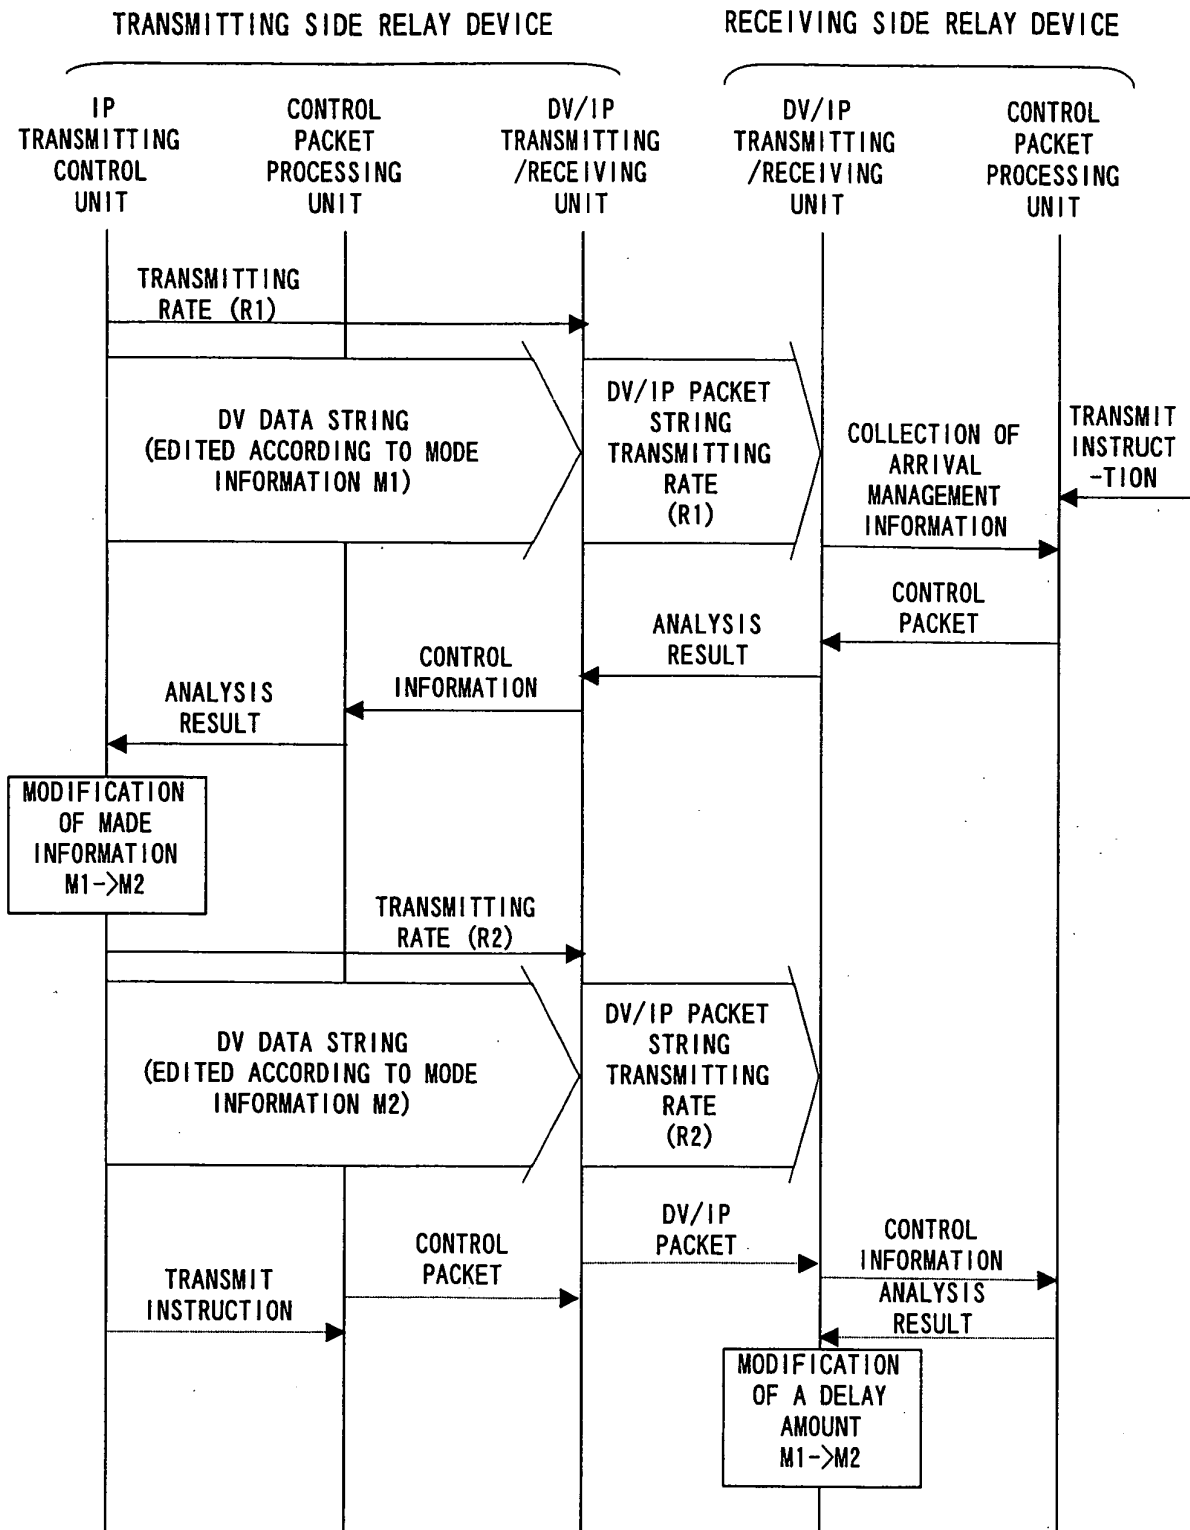 TRANSMITTING SIDE RELAY DEVICE
RECEIVING SIDE RELAY DEVICE
IP
TRANSMITTING
CONTROL
UNIT
CONTROL
PACKET
PROCESSING
UNIT
DV/IP
TRANSMITTING
/RECEIVING
UNIT
DV/IP
TRANSMITTING
/RECEIVING
UNIT
CONTROL
PACKET
PROCESSING
UNIT
TRANSMITTING
RATE (R1)
DV DATA STRING
(EDITED ACCORDING TO MODE
INFORMATION M1)
DV/IP PACKET
STRING
TRANSMITTING
RATE
(R1)
COLLECTION OF
ARRIVAL
MANAGEMENT
INFORMATION
TRANSMIT
INSTRUCT
-TION
CONTROL
PACKET
ANALYSIS
RESULT
CONTROL
INFORMATION
ANALYSIS
RESULT
MODIFICATION
OF MADE
INFORMATION
M1->M2
TRANSMITTING
RATE (R2)
DV DATA STRING
(EDITED ACCORDING TO MODE
INFORMATION M2)
DV/IP PACKET
STRING
TRANSMITTING
RATE
(R2)
DV/IP
PACKET
CONTROL
PACKET
TRANSMIT
INSTRUCTION
CONTROL
INFORMATION
ANALYSIS
RESULT
MODIFICATION
OF A DELAY
AMOUNT
M1->M2